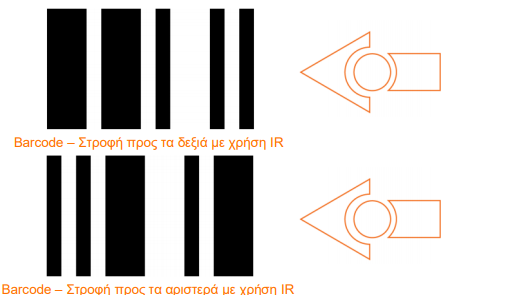 Barcode – Στροφή προς τα δεξιά με χρήση IR
Barcode – Στροφή προς τα αριστερά με χρήση IR